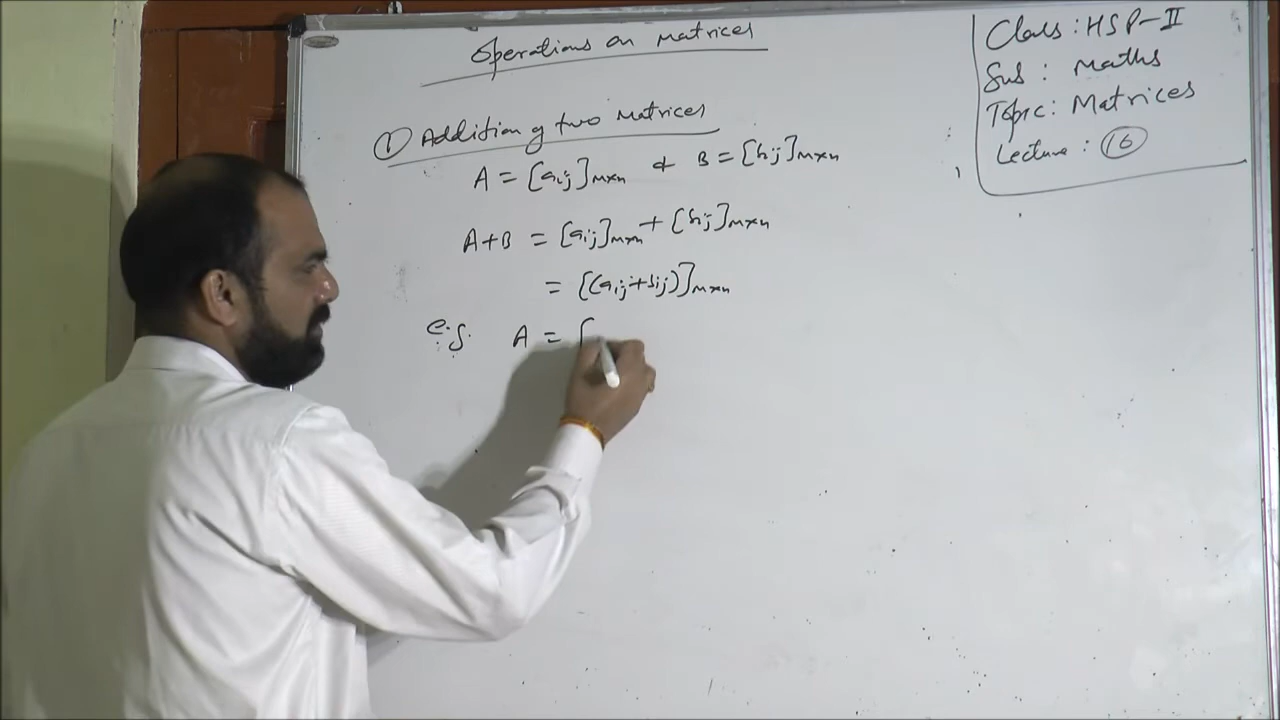 Operations on Matrices
① Addition of two Matrices
A = [aij]m×n & B = [bij]m×n
A+B = [aij]m×n + [bij]m×n
= [(aij+bij)]m×n
e.g. A = [
Class : HSP-II
Sub : Maths
Topic : Matrices
Lecture : ⑥